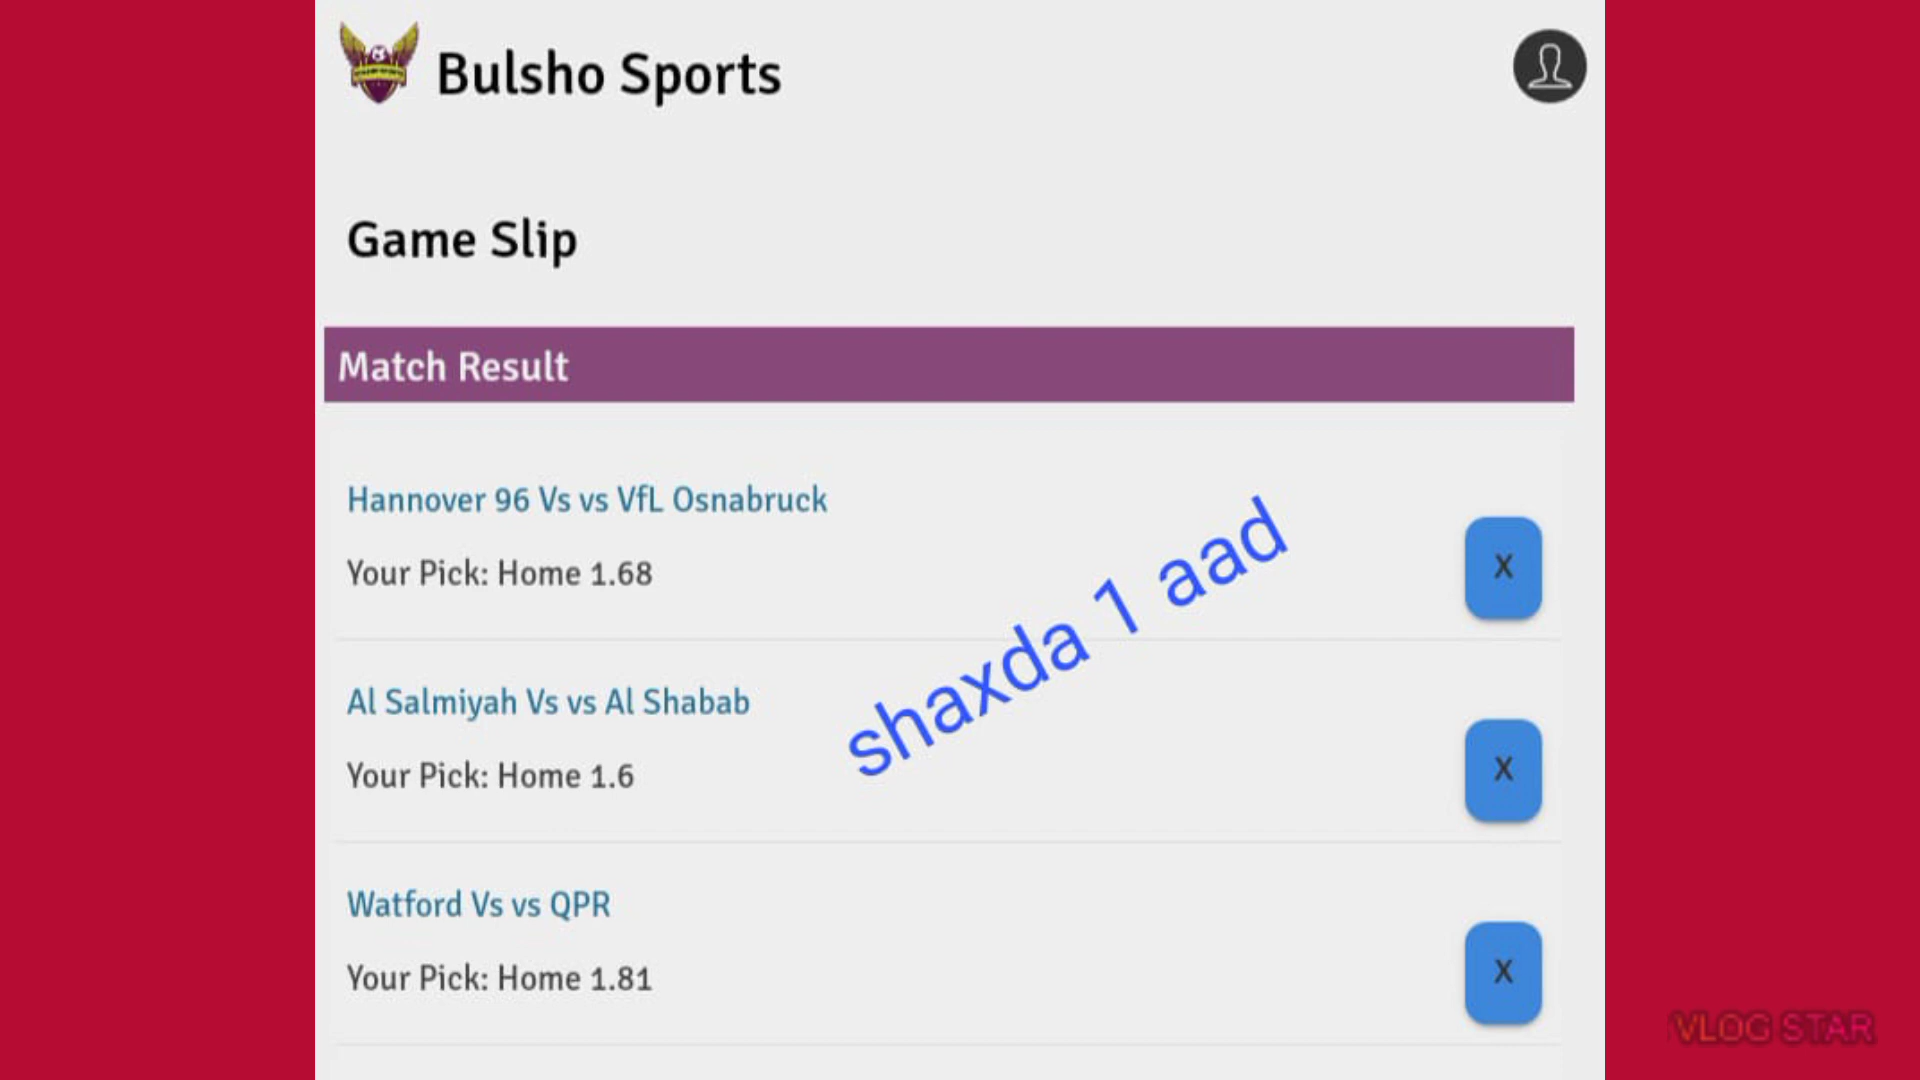 Bulsho Sports
Game Slip
Match Result
Hannover 96 Vs vs VfL Osnabruck
Your Pick: Home 1.68
X
shaxda 1 aad
Al Salmiyah Vs vs Al Shabab
Your Pick: Home 1.6
X
Watford Vs vs QPR
Your Pick: Home 1.81
X
VLOG STAR